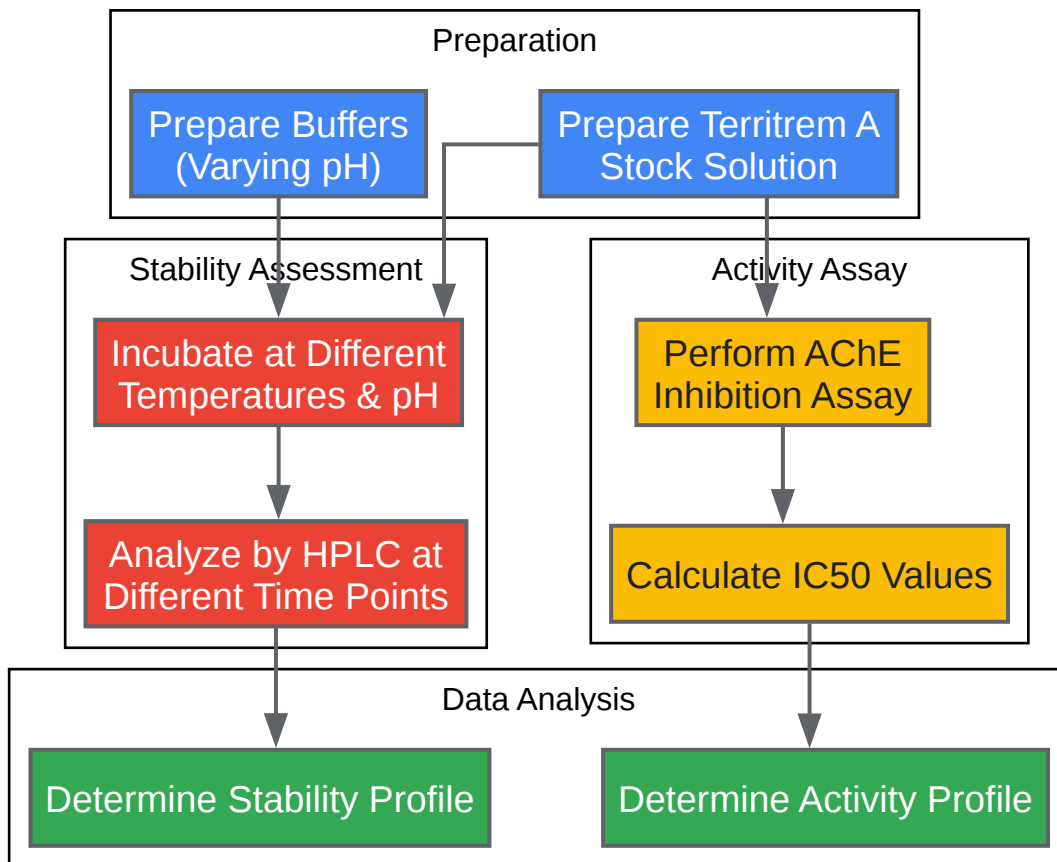 Preparation
Prepare Buffers
(Varying pH)
Prepare Territrem A
Stock Solution
Stability Assessment
Incubate at Different
Temperatures & pH
Analyze by HPLC at
Different Time Points
Activity Assay
Perform AChE
Inhibition Assay
Calculate IC50 Values
Data Analysis
Determine Stability Profile
Determine Activity Profile